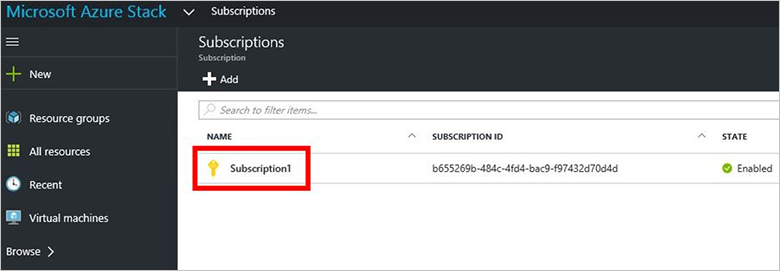 Microsoft Azure Stack Subscriptions
Subscriptions
Subscription
Add
New
Resource groups
All resources
Recent
Virtual machines
Browse
Search to filter items...
NAME SUBSCRIPTION ID STATE
Subscription1 b655269b-484c-4fd4-bac9-f97432d70d4d Enabled